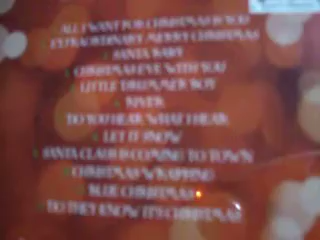 ALL I WANT FOR CHRISTMAS IS YOU
EXTRAORDINARY MERRY CHRISTMAS
SANTA BABY
CHRISTMAS EVE WITH YOU
LITTLE DRUMMER BOY
RIVER
DO YOU HEAR WHAT I HEAR
LET IT SNOW
SANTA CLAUS IS COMING TO TOWN
CHRISTMAS WRAPPING
BLUE CHRISTMAS
DO THEY KNOW IT'S CHRISTMAS